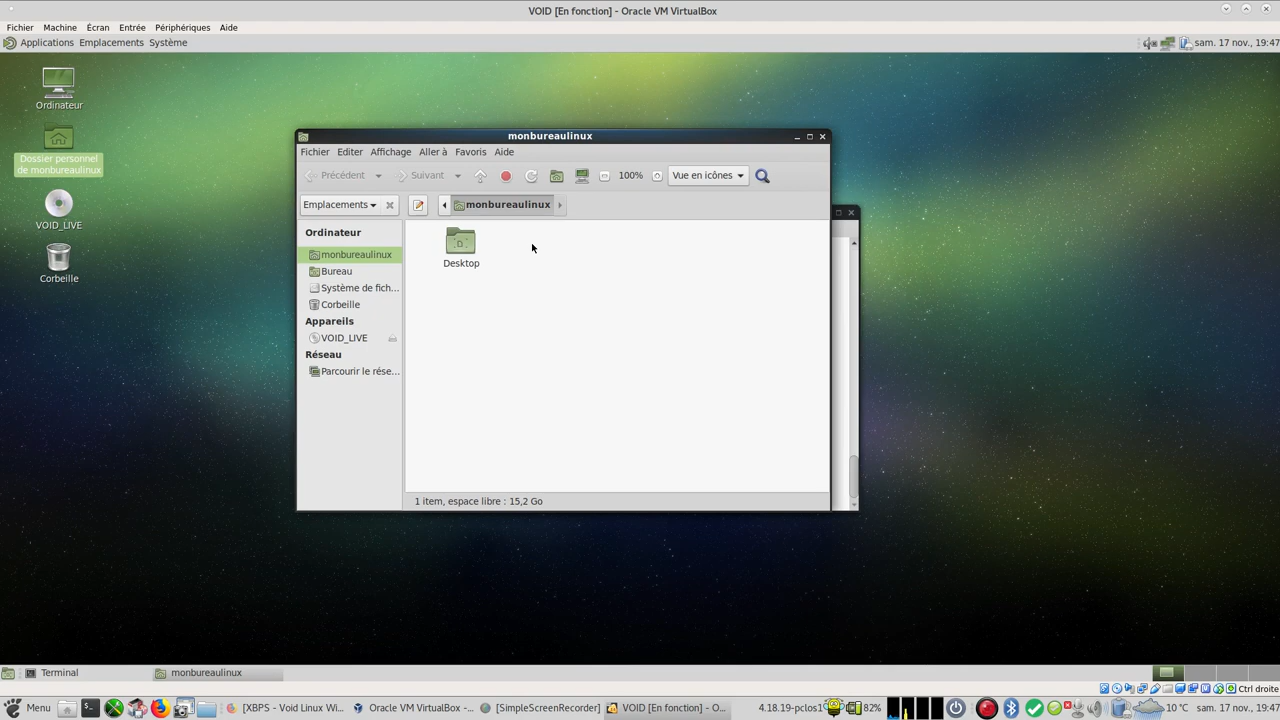 VOID [En fonction] - Oracle VM VirtualBox
Fichier Machine Écran Entrée Périphériques Aide
Applications Emplacements Système
sam. 17 nov., 19:47
Ordinateur
Dossier personnel
de monbureaulinux
VOID_LIVE
Corbeille
monbureaulinux
Fichier Editer Affichage Aller à Favoris Aide
Précédent Suivant 100% Vue en icônes
Emplacements monbureaulinux
Ordinateur
monbureaulinux
Bureau
Système de fich...
Corbeille
Appareils
VOID_LIVE
Réseau
Parcourir le rése...
Desktop
1 item, espace libre : 15,2 Go
Terminal monbureaulinux
Ctrl droite
Menu [XBPS - Void Linux Wi... Oracle VM VirtualBox -... [SimpleScreenRecorder] VOID [En fonction] - O... 4.18.19-pclos1 82% 10 °C sam. 17 nov., 19:47